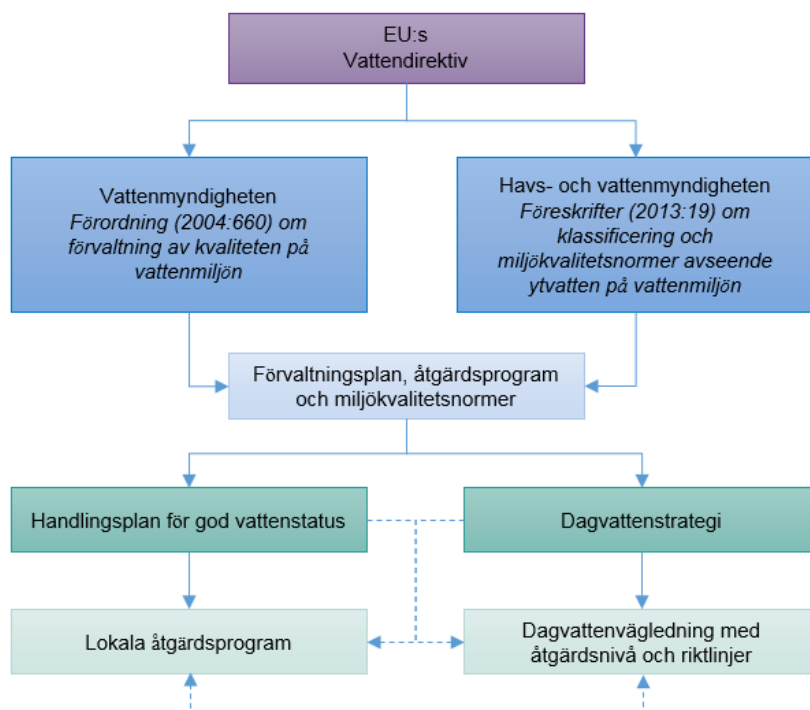 EU:s
Vattendirektiv
Vattenmyndigheten
Förordning (2004:660) om
förvaltning av kvaliteten på
vattenmiljön
Havs- och vattenmyndigheten
Föreskrifter (2013:19) om
klassificering och
miljökvalitetsnormer avseende
ytvatten på vattenmiljön
Förvaltningsplan, åtgärdsprogram
och miljökvalitetsnormer
Handlingsplan för god vattenstatus
Dagvattenstrategi
Lokala åtgärdsprogram
Dagvattenvägledning med
åtgärdsnivå och riktlinjer